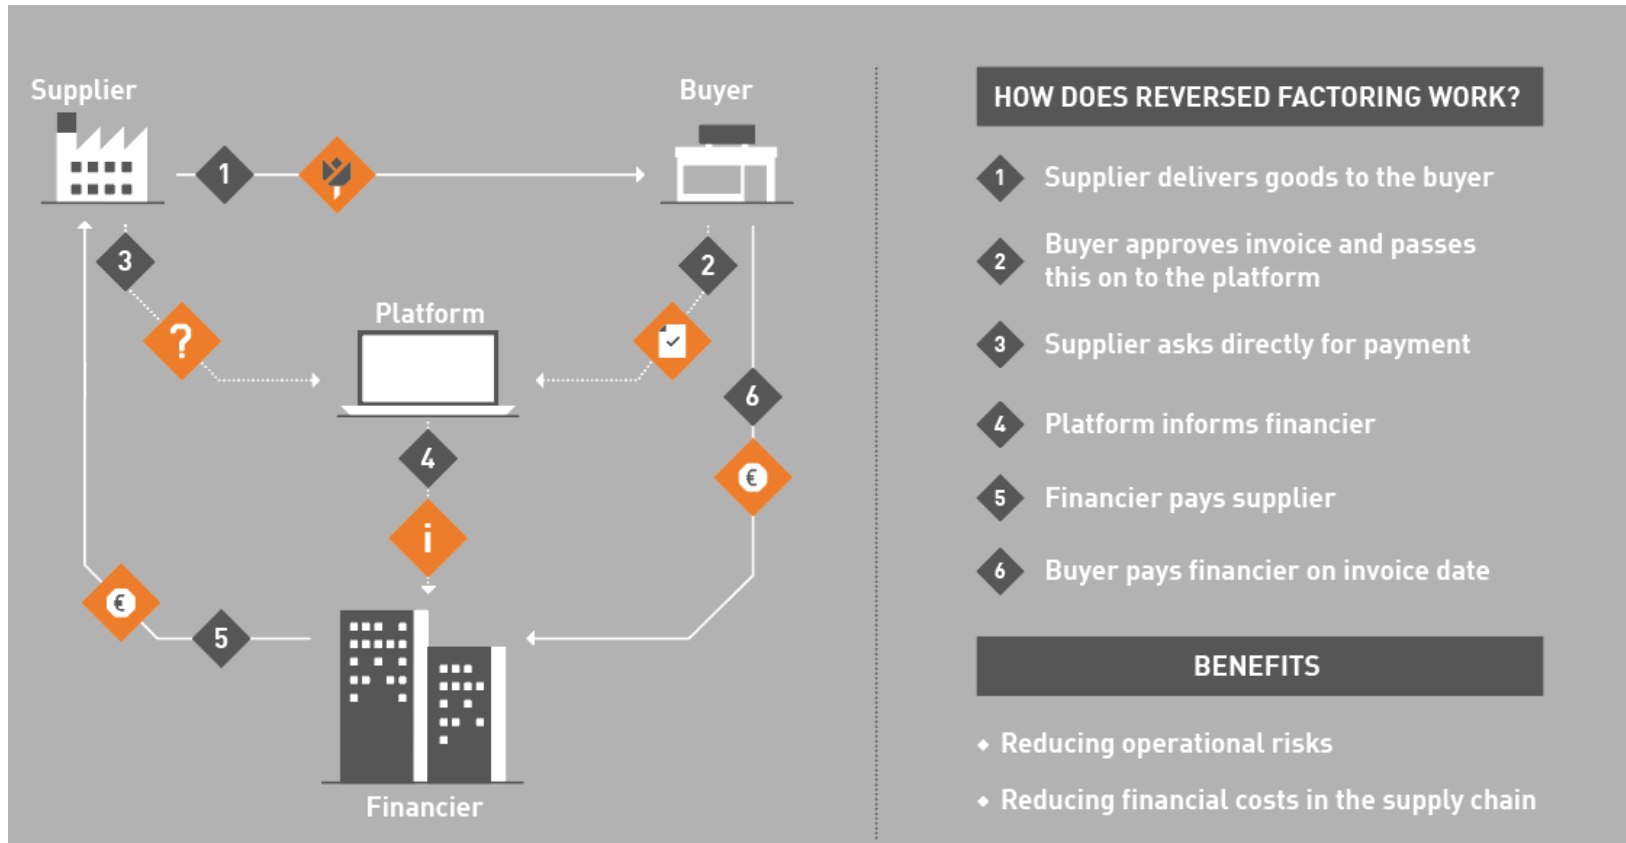 Supplier
Buyer
1
3
2
?
Platform
6
4
€
i
€
5
Financier
HOW DOES REVERSED FACTORING WORK?
1 Supplier delivers goods to the buyer
2 Buyer approves invoice and passes
this on to the platform
3 Supplier asks directly for payment
4 Platform informs financier
5 Financier pays supplier
6 Buyer pays financier on invoice date
BENEFITS
Reducing operational risks
Reducing financial costs in the supply chain